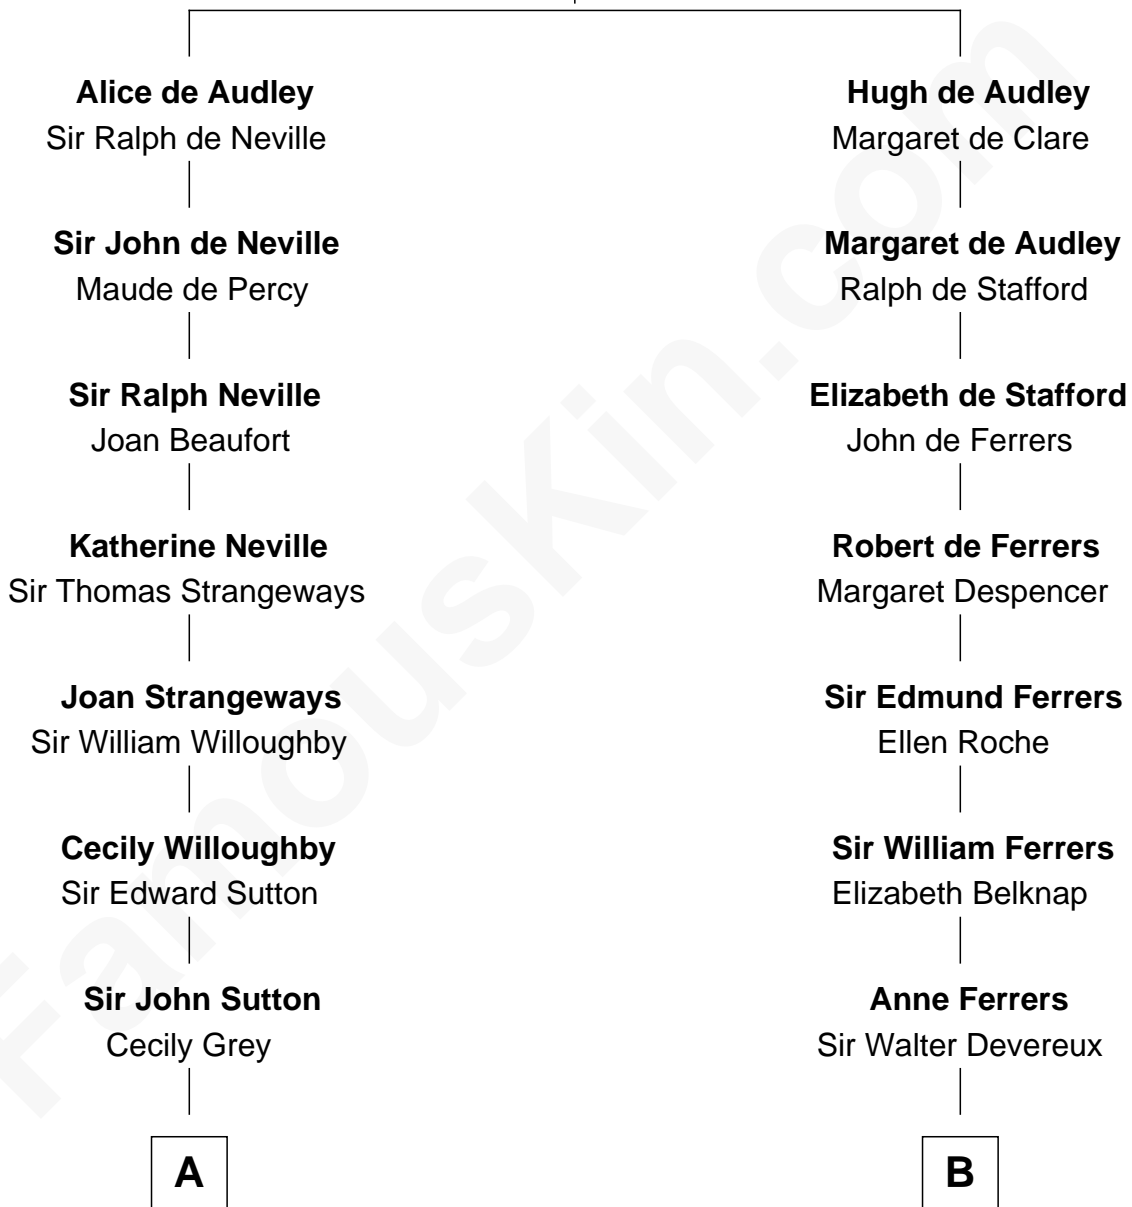 Alice de Audley
Sir Ralph de Neville
Sir John de Neville
Maude de Percy
Sir Ralph Neville
Joan Beaufort
Katherine Neville
Sir Thomas Strangeways
Joan Strangeways
Sir William Willoughby
Cecily Willoughby
Sir Edward Sutton
Sir John Sutton
Cecily Grey
A
Hugh de Audley
Margaret de Clare
Margaret de Audley
Ralph de Stafford
Elizabeth de Stafford
John de Ferrers
Robert de Ferrers
Margaret Despencer
Sir Edmund Ferrers
Ellen Roche
Sir William Ferrers
Elizabeth Belknap
Anne Ferrers
Sir Walter Devereux
B
FamousKin.com